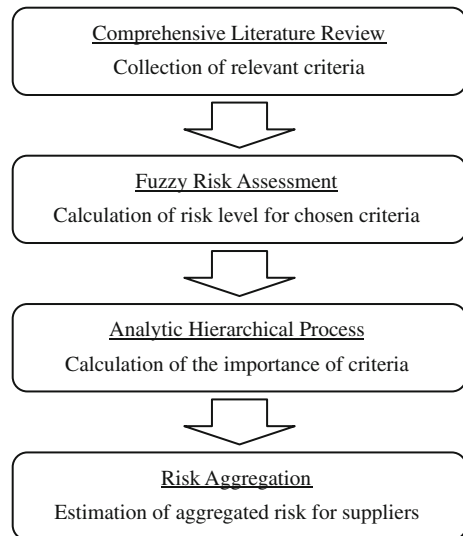 Comprehensive Literature Review
Collection of relevant criteria
Fuzzy Risk Assessment
Calculation of risk level for chosen criteria
Analytic Hierarchical Process
Calculation of the importance of criteria
Risk Aggregation
Estimation of aggregated risk for suppliers